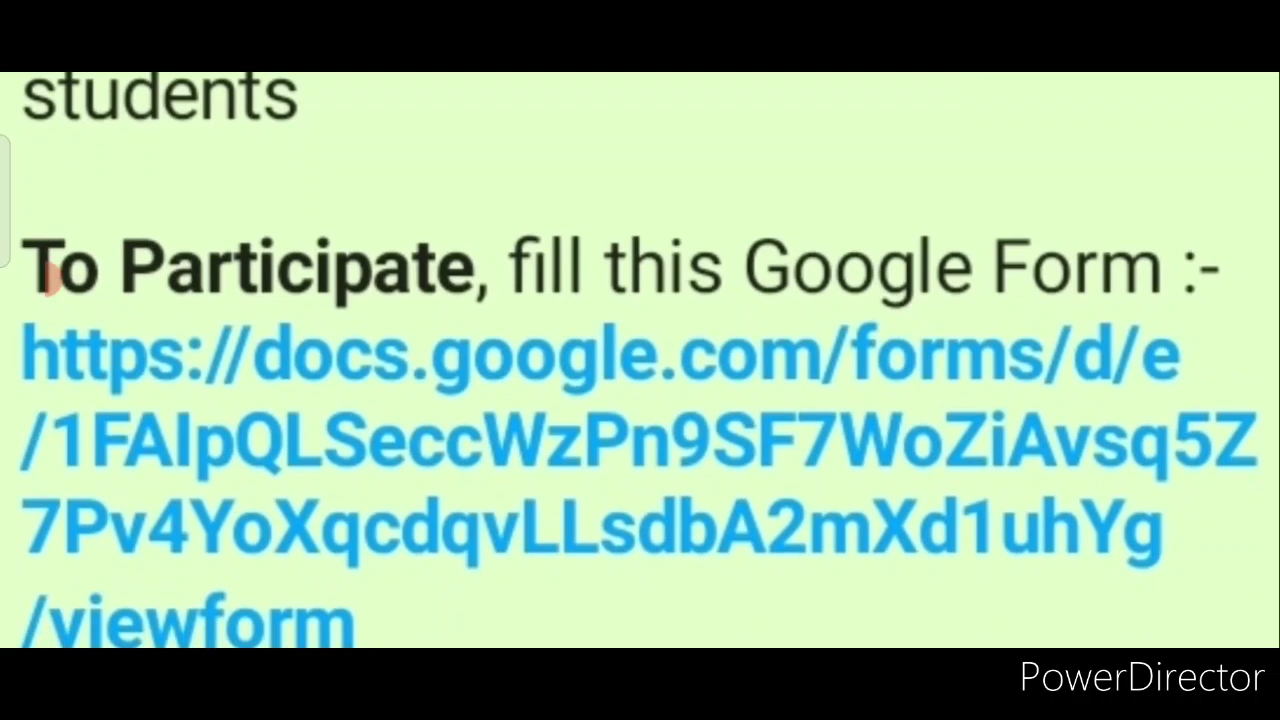 students
To Participate, fill this Google Form :-
https://docs.google.com/forms/d/e
/1FAIpQLSeccWzPn9SF7WoZiAvsq5Z
7Pv4YoXqcdqvLLsdbA2mXd1uhYg
/viewform
PowerDirector